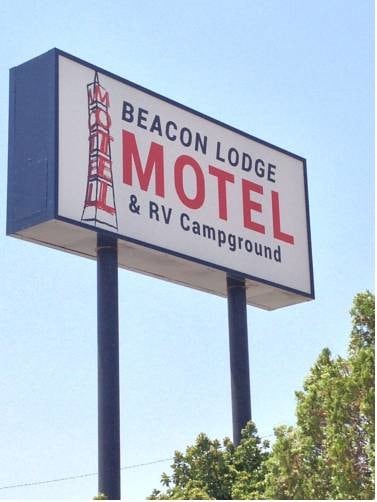 MOTEL
BEACON LODGE
MOTEL
& RV Campground